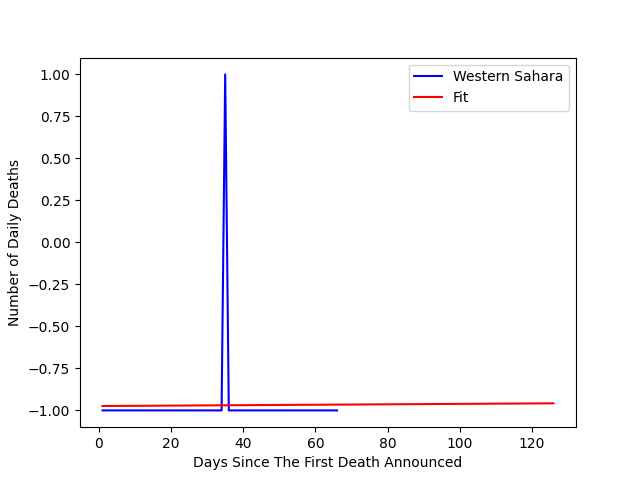 Western Sahara
Fit
1.00
0.75
0.50
0.25
0.00
−0.25
−0.50
−0.75
−1.00
Number of Daily Deaths
0 20 40 60 80 100 120
Days Since The First Death Announced